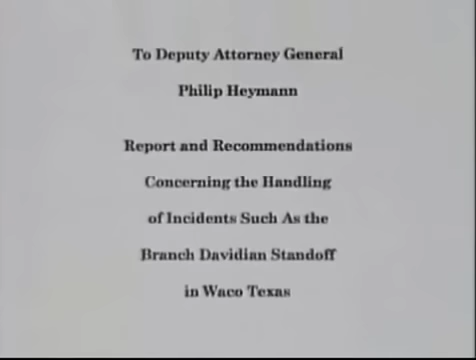 To Deputy Attorney General
Philip Heymann
Report and Recommendations
Concerning the Handling
of Incidents Such As the
Branch Davidian Standoff
in Waco Texas